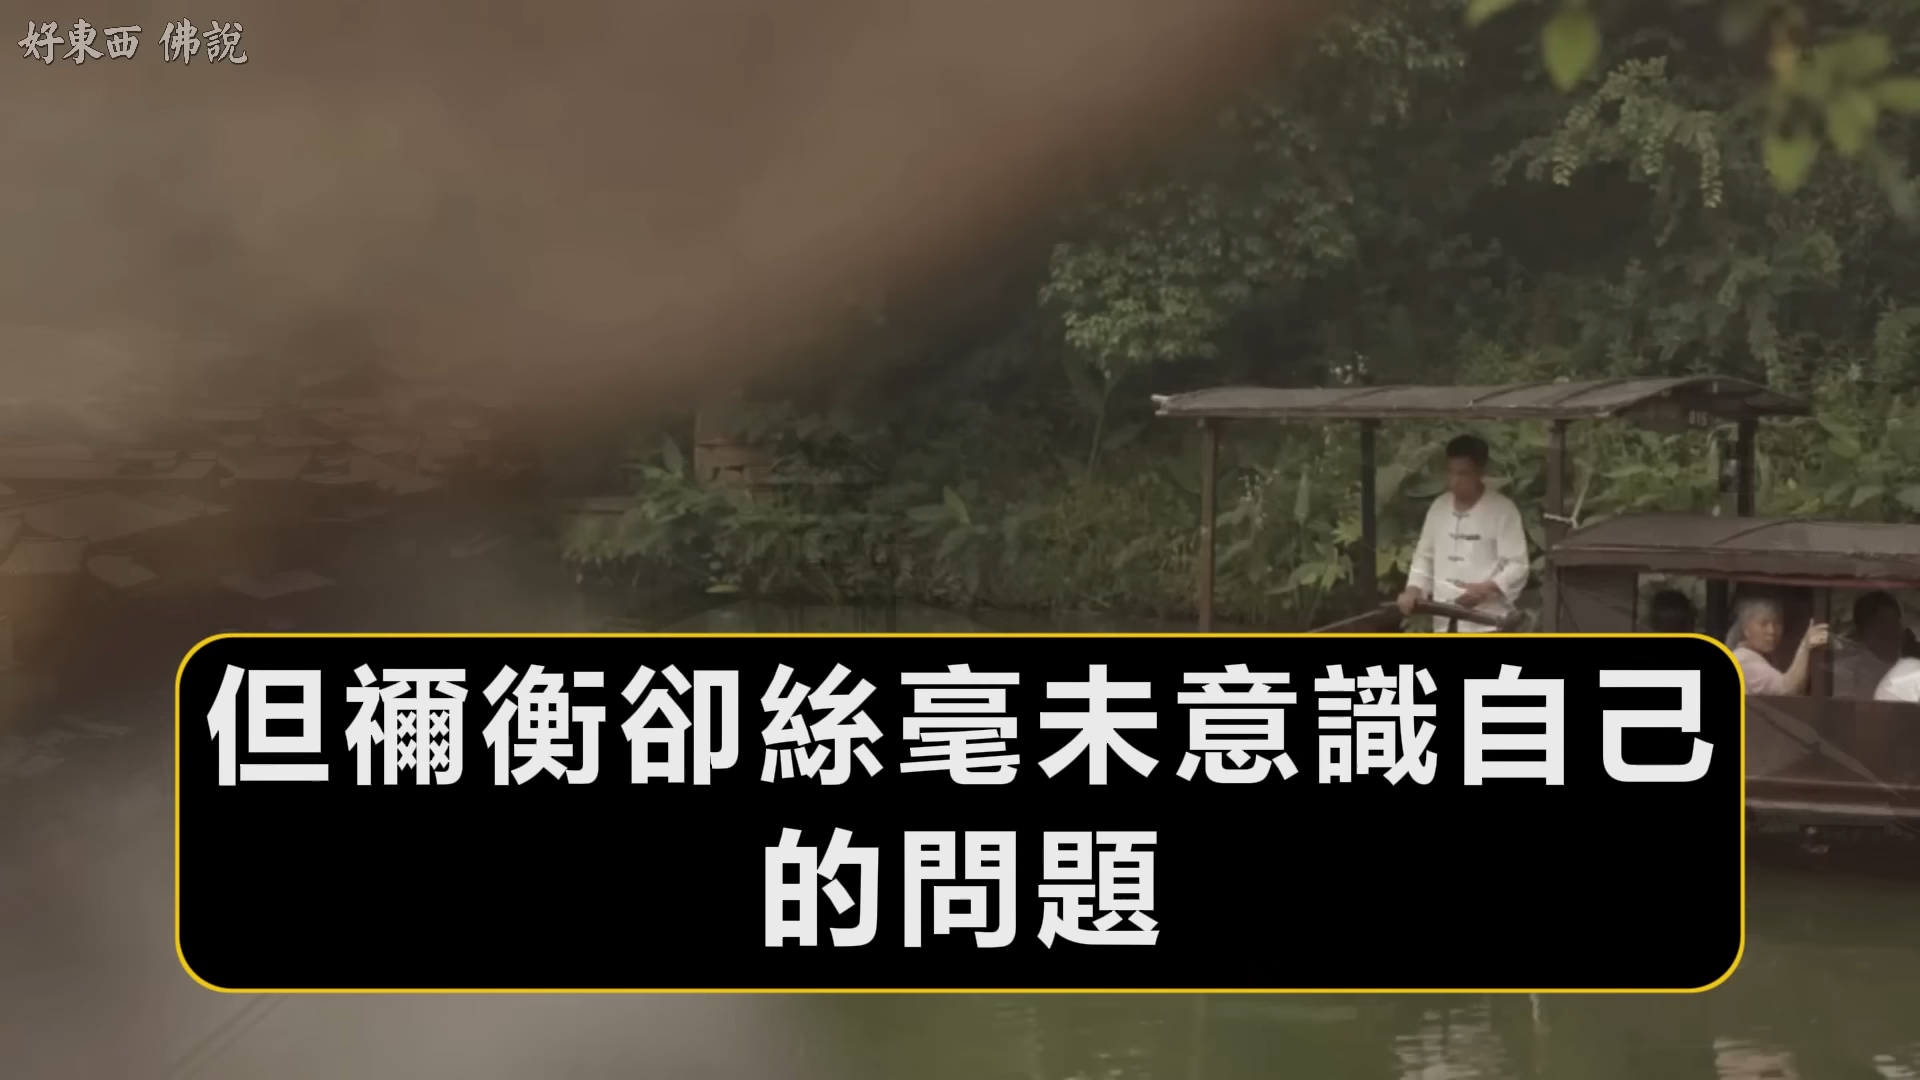 好東西 佛說
但禰衡卻絲毫未意識自己
的問題